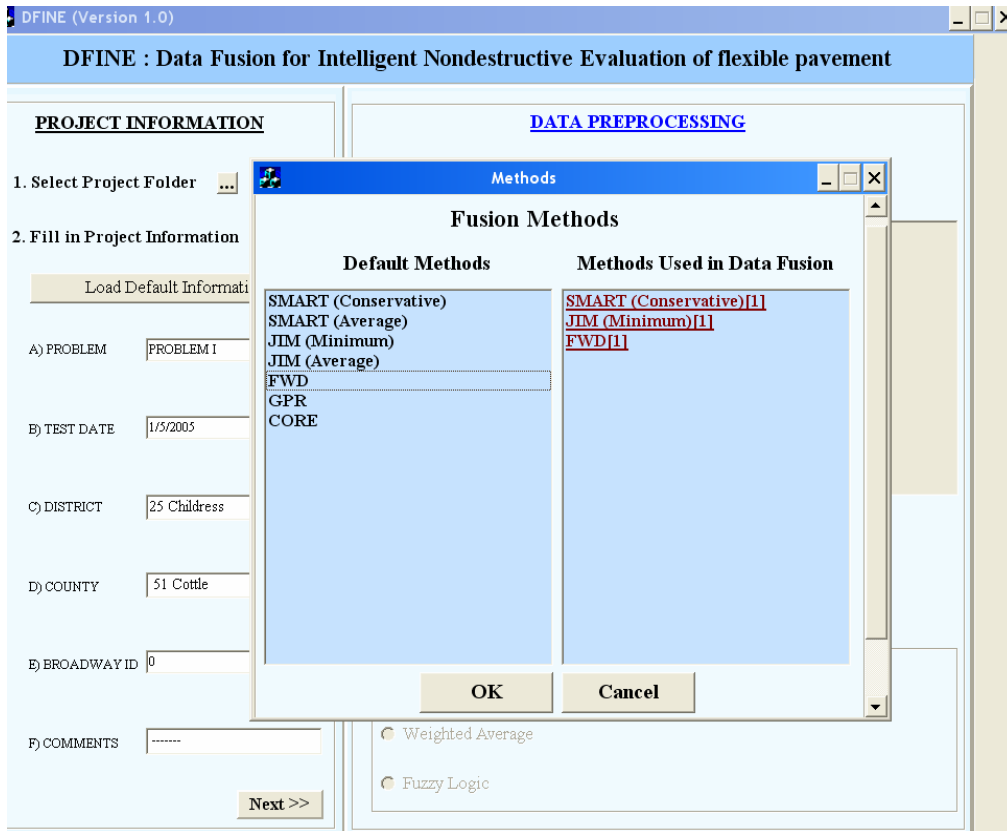 DFINE (Version 1.0)
DFINE : Data Fusion for Intelligent Nondestructive Evaluation of flexible pavement
PROJECT INFORMATION
1. Select Project Folder ...
2. Fill in Project Information
Load Default Informati
A) PROBLEM PROBLEM I
B) TEST DATE 1/5/2005
C) DISTRICT 25 Childress
D) COUNTY 51 Cottle
E) BROADWAY ID 0
F) COMMENTS -------
Next >>
DATA PREPROCESSING
Methods
Fusion Methods
Default Methods
SMART (Conservative)
SMART (Average)
JIM (Minimum)
JIM (Average)
FWD
GPR
CORE
Methods Used in Data Fusion
SMART (Conservative)[1]
JIM (Minimum)[1]
FWD[1]
OK Cancel
Weighted Average
Fuzzy Logic